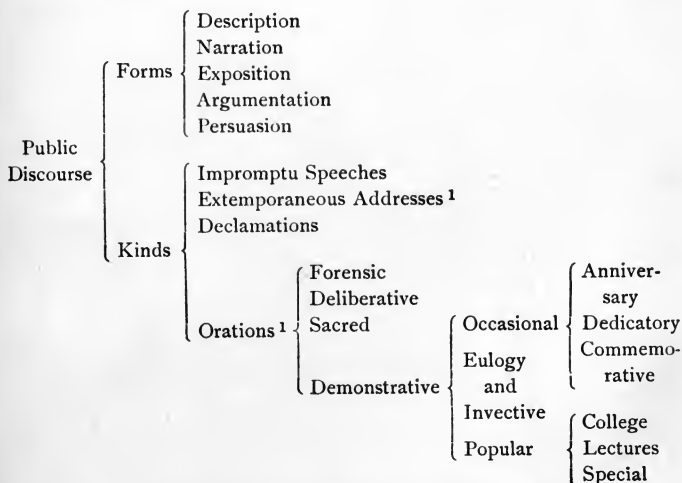 Public
Discourse
Forms
Description
Narration
Exposition
Argumentation
Persuasion
Kinds
Impromptu Speeches
Extemporaneous Addresses 1
Declamations
Orations 1
Forensic
Deliberative
Sacred
Demonstrative
Occasional
Anniver-
sary
Dedicatory
Commemo-
rative
Eulogy
and
Invective
Popular
College
Lectures
Special